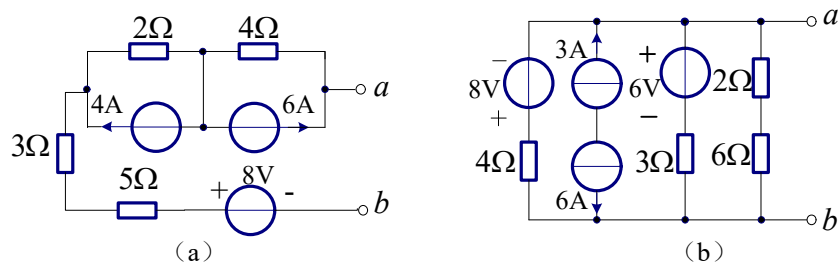 2Ω 4Ω
4A 6A a
3Ω
5Ω + 8V - b
（a）
a
- 3A +
8V 6V 2Ω
+ -
4Ω 3Ω 6Ω
6A
b
（b）